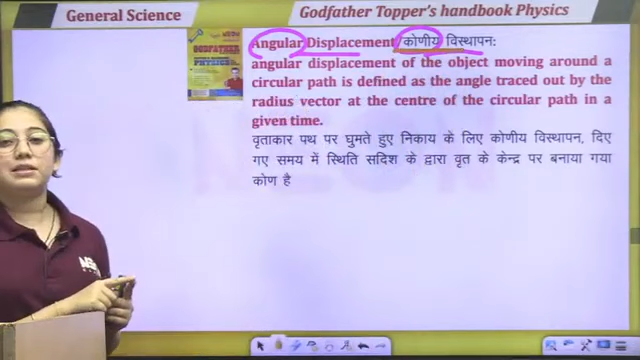 General Science
Godfather Topper's handbook Physics
Angular Displacement/कोणीय विस्थापन:
angular displacement of the object moving around a
circular path is defined as the angle traced out by the
radius vector at the centre of the circular path in a
given time.
वृताकार पथ पर घुमते हुए निकाय के लिए कोणीय विस्थापन, दिए
गए समय में स्थिति सदिश के द्वारा वृत के केन्द्र पर बनाया गया
कोण है
GODFATHER